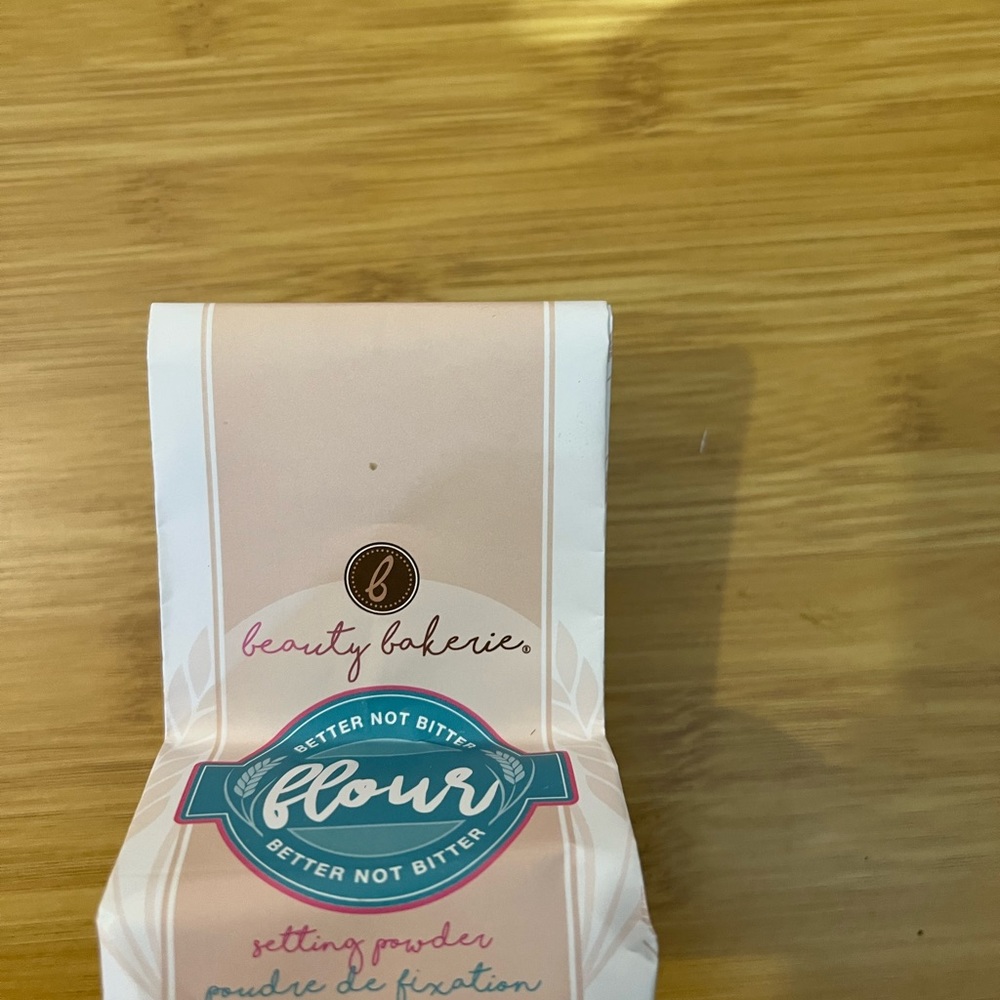 b
beauty bakerie®
BETTER NOT BITTER
flour
BETTER NOT BITTER
setting powder
poudre de fixation